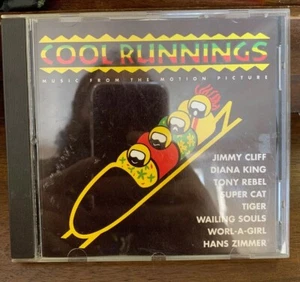 COOL RUNNINGS
MUSIC FROM THE MOTION PICTURE
JIMMY CLIFF
DIANA KING
TONY REBEL
SUPER CAT
TIGER
WAILING SOULS
WORL-A-GIRL
HANS ZIMMER